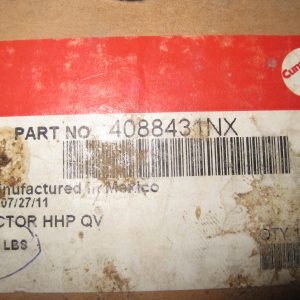 Cum
PART NO. 4088431NX
nufactured In Mexico
07/27/11
CTOR HHP QV
LBS
QTY